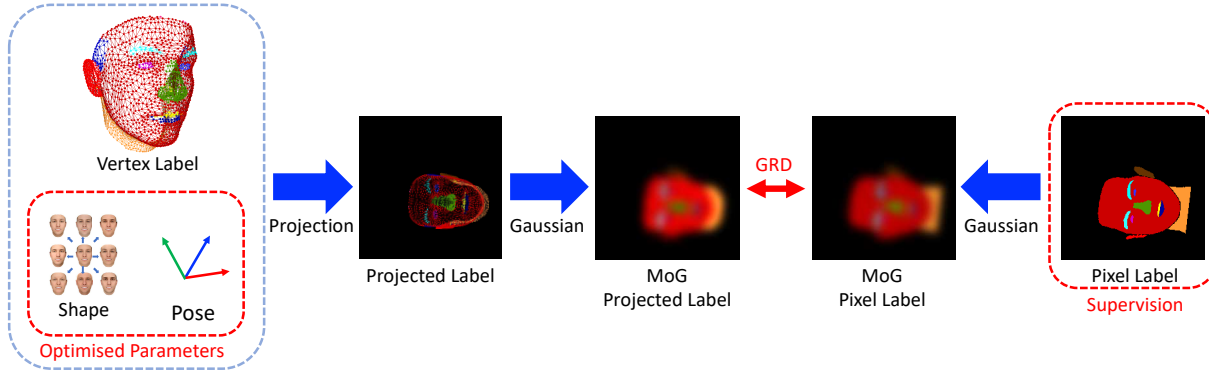 Vertex Label
Shape
Pose
Optimised Parameters
Projection
Projected Label
Gaussian
MoG
Projected Label
GRD
MoG
Pixel Label
Gaussian
Pixel Label
Supervision